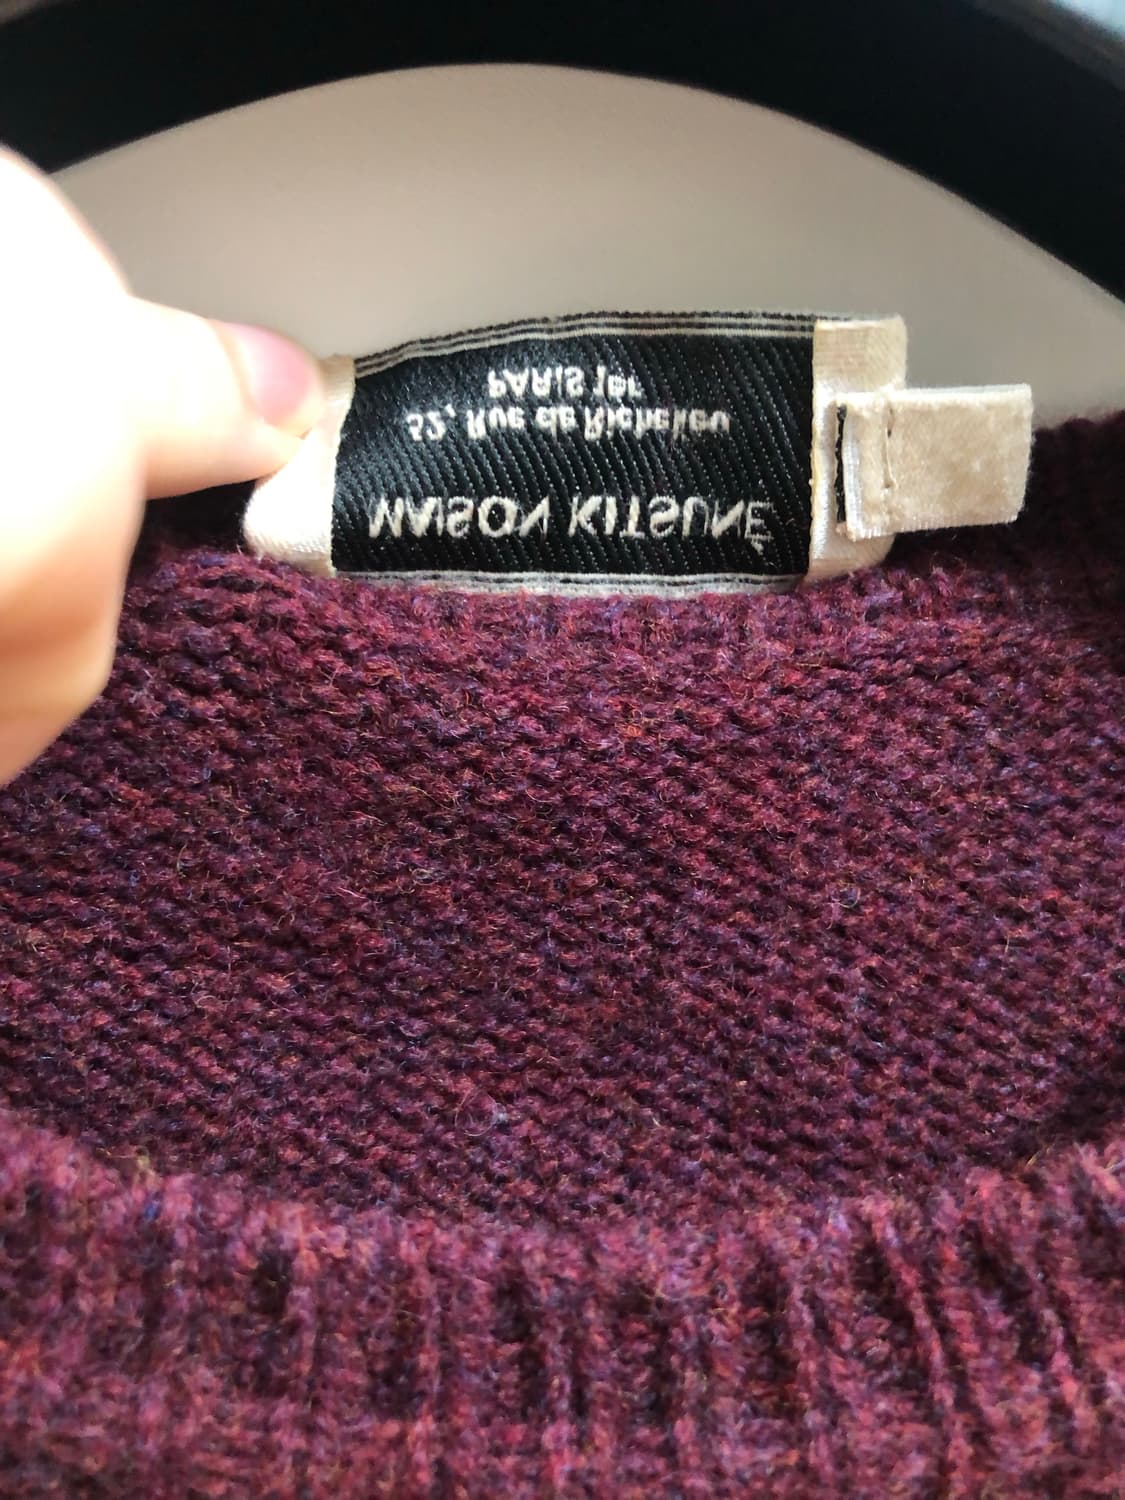 MAISON KITSUNÉ
52, Rue de Richelieu
PARIS 1er